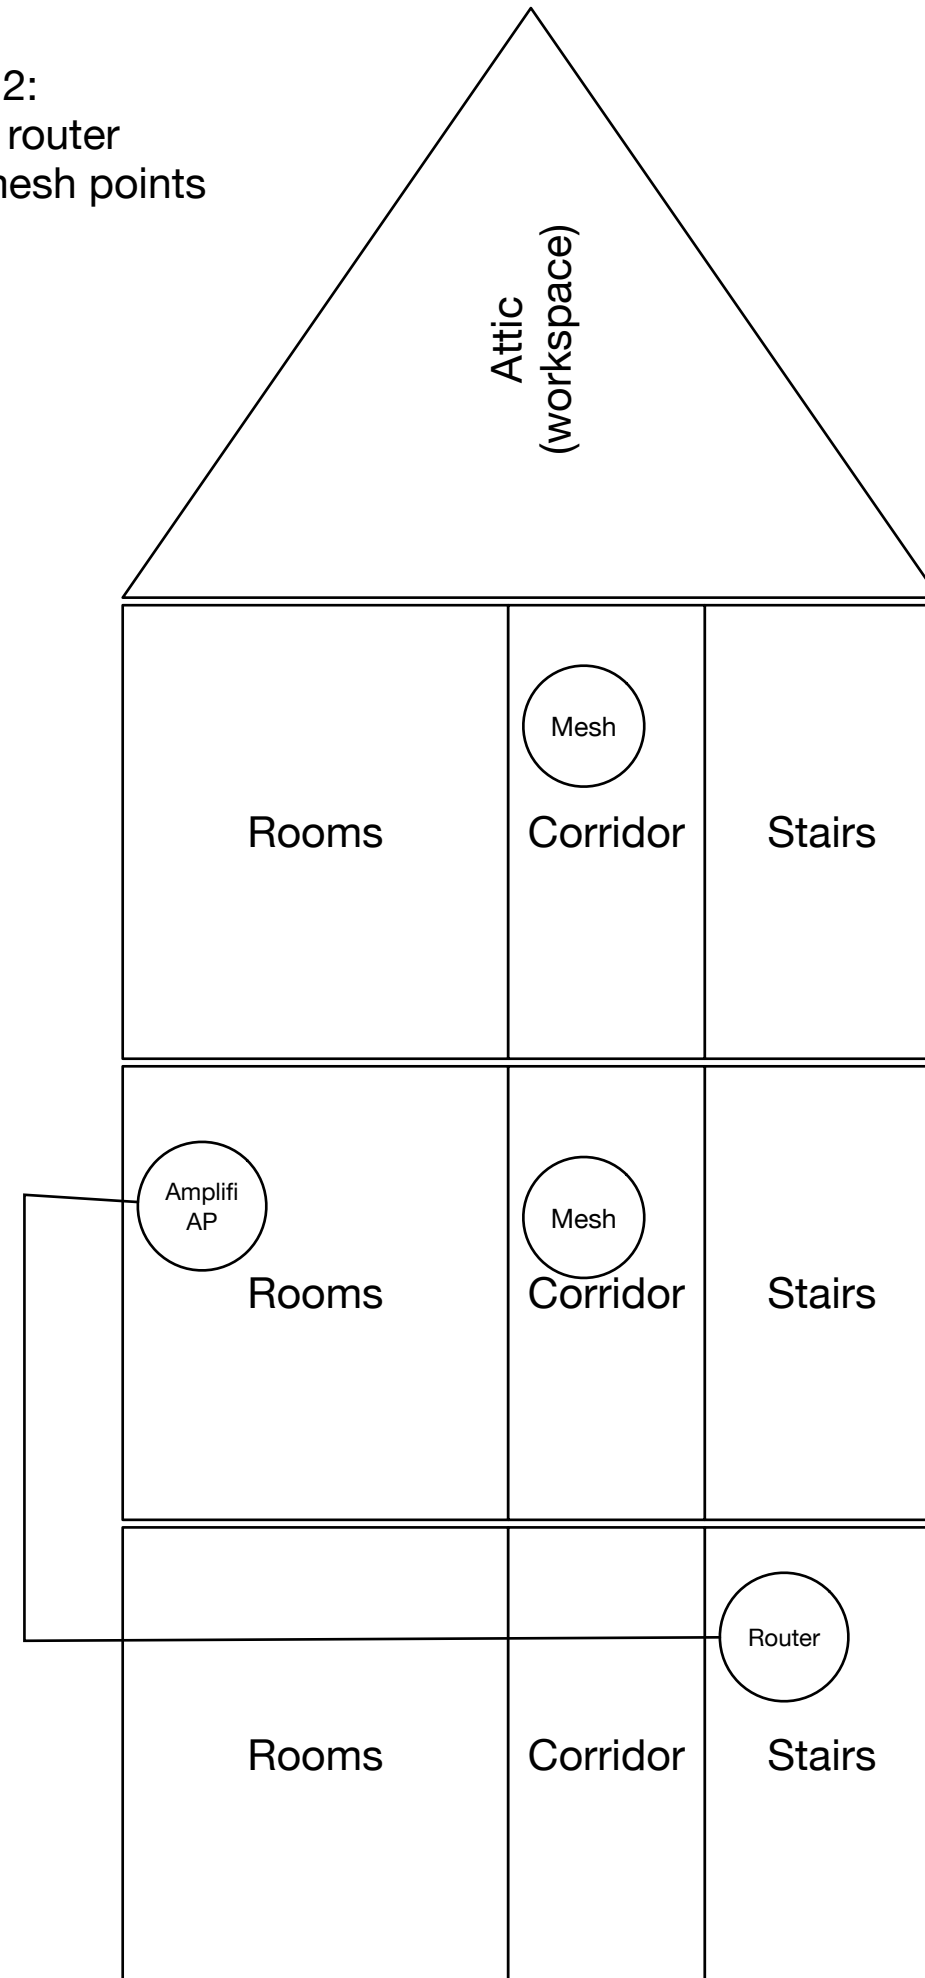 2:
router
mesh points
Attic
(workspace)
Mesh
Rooms
Corridor
Stairs
Amplifi
AP
Mesh
Rooms
Corridor
Stairs
Router
Rooms
Corridor
Stairs